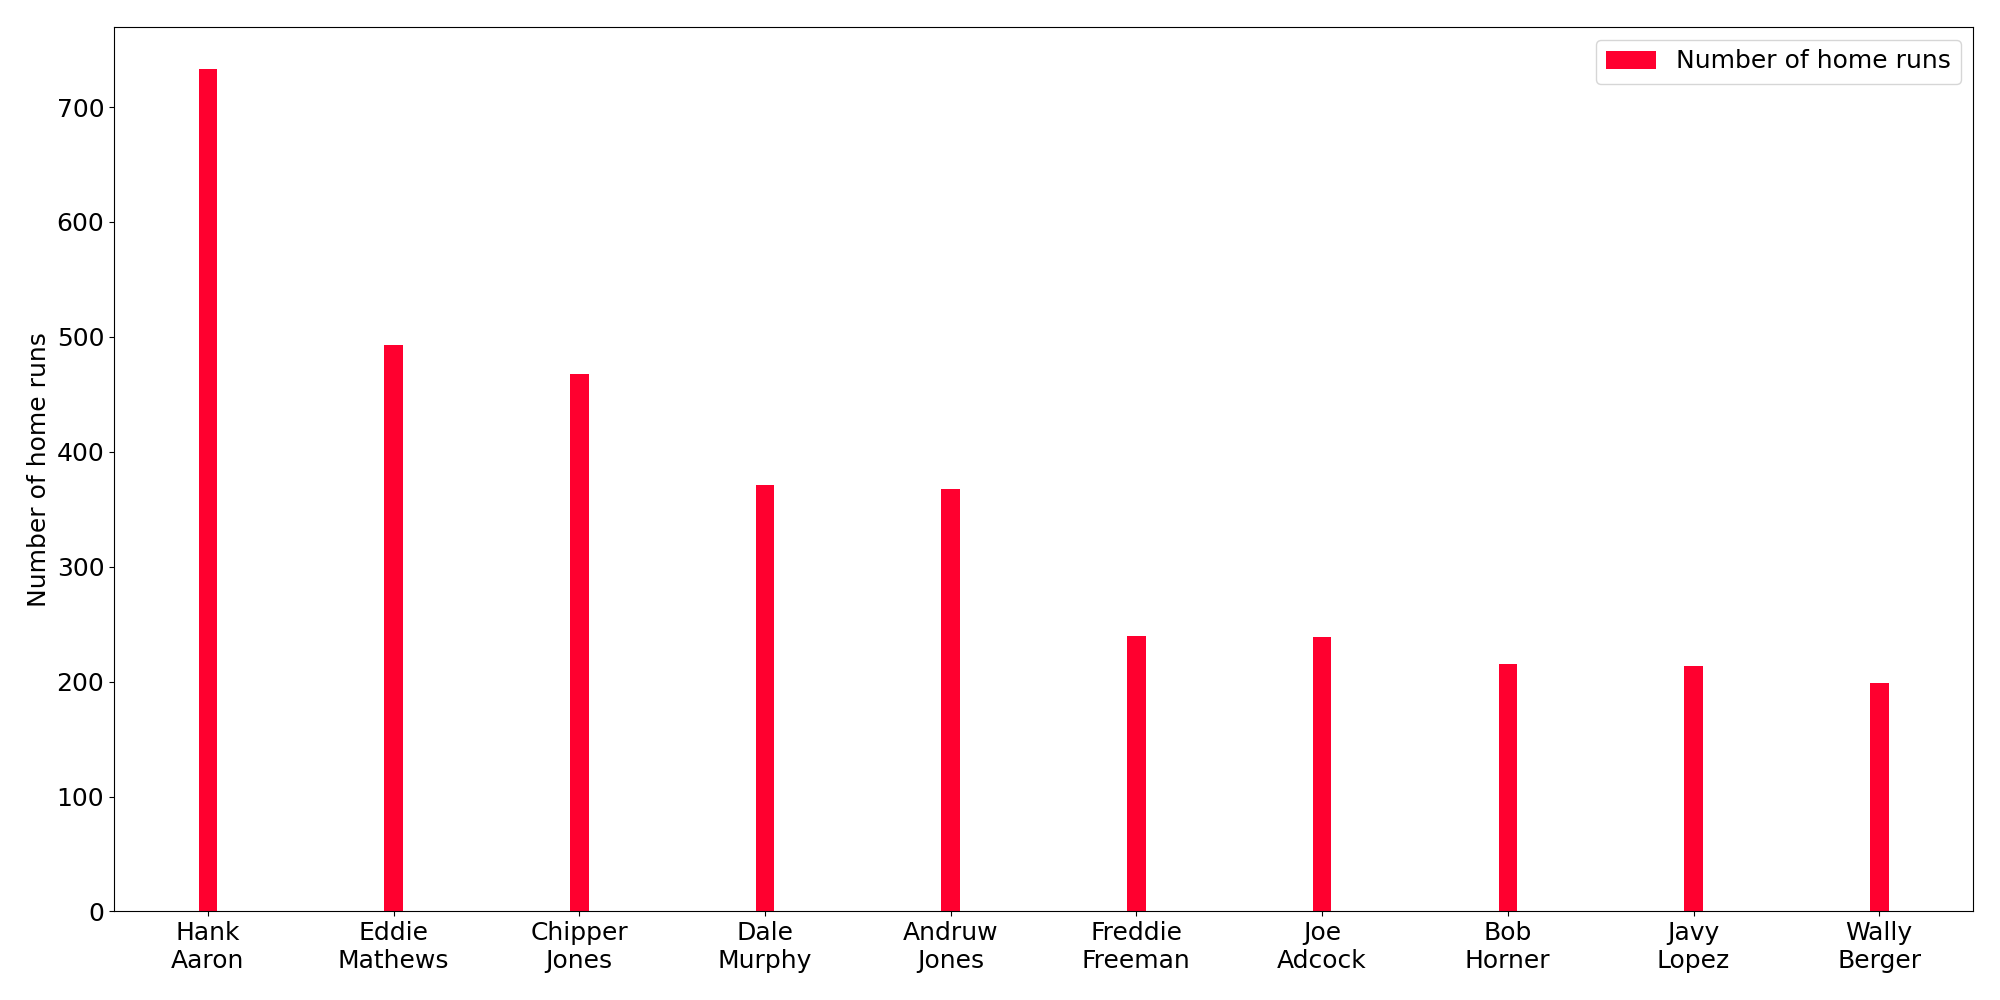 Number of home runs
700
600
500
400
300
200
100
0
Number of home runs
Hank
Aaron
Eddie
Mathews
Chipper
Jones
Dale
Murphy
Andruw
Jones
Freddie
Freeman
Joe
Adcock
Bob
Horner
Javy
Lopez
Wally
Berger